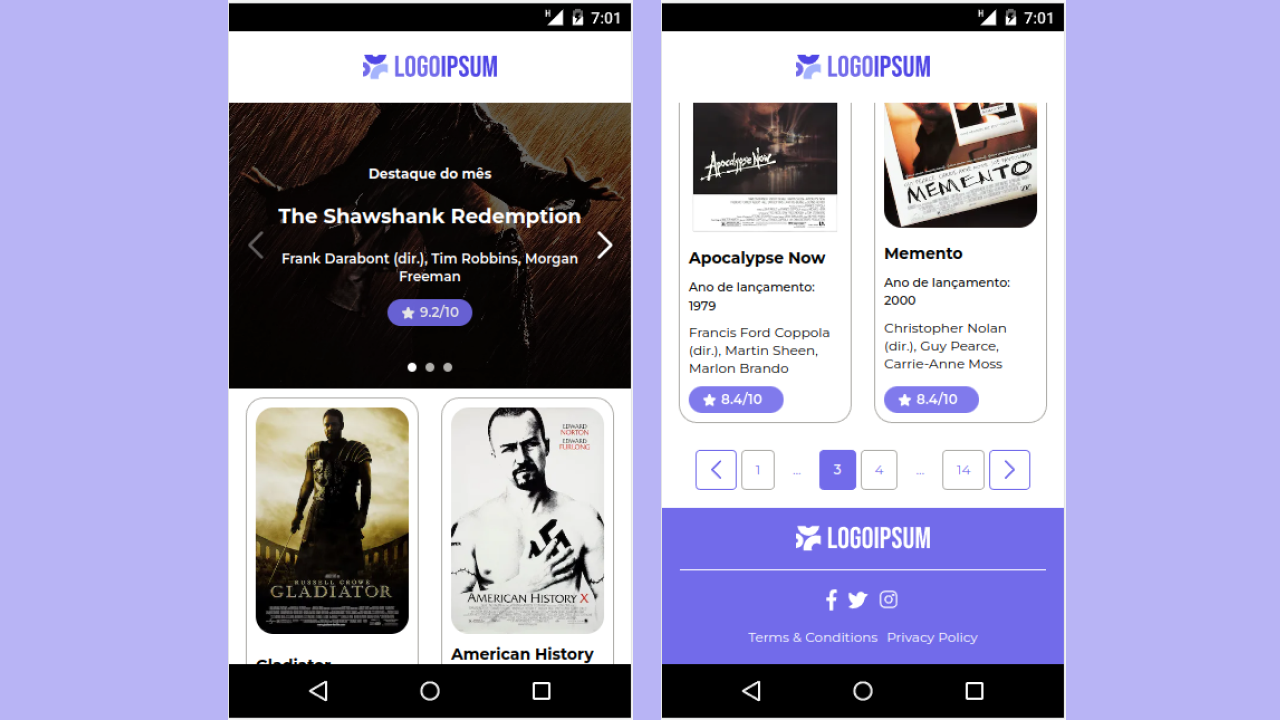 H 7:01
LOGOIPSUM
Destaque do mês
The Shawshank Redemption
Frank Darabont (dir.), Tim Robbins, Morgan
Freeman
9.2/10
EDWARD
NORTON
EDWARD
FURLONG
RUSSELL CROWE
GLADIATOR
AMERICAN HISTORY X
Gladiator
American History
H 7:01
LOGOIPSUM
Apocalypse Now
MEMENTO
Apocalypse Now
Ano de lançamento:
1979
Francis Ford Coppola
(dir.), Martin Sheen,
Marlon Brando
8.4/10
Memento
Ano de lançamento:
2000
Christopher Nolan
(dir.), Guy Pearce,
Carrie-Anne Moss
8.4/10
1 ... 3 4 ... 14
LOGOIPSUM
Terms & Conditions Privacy Policy